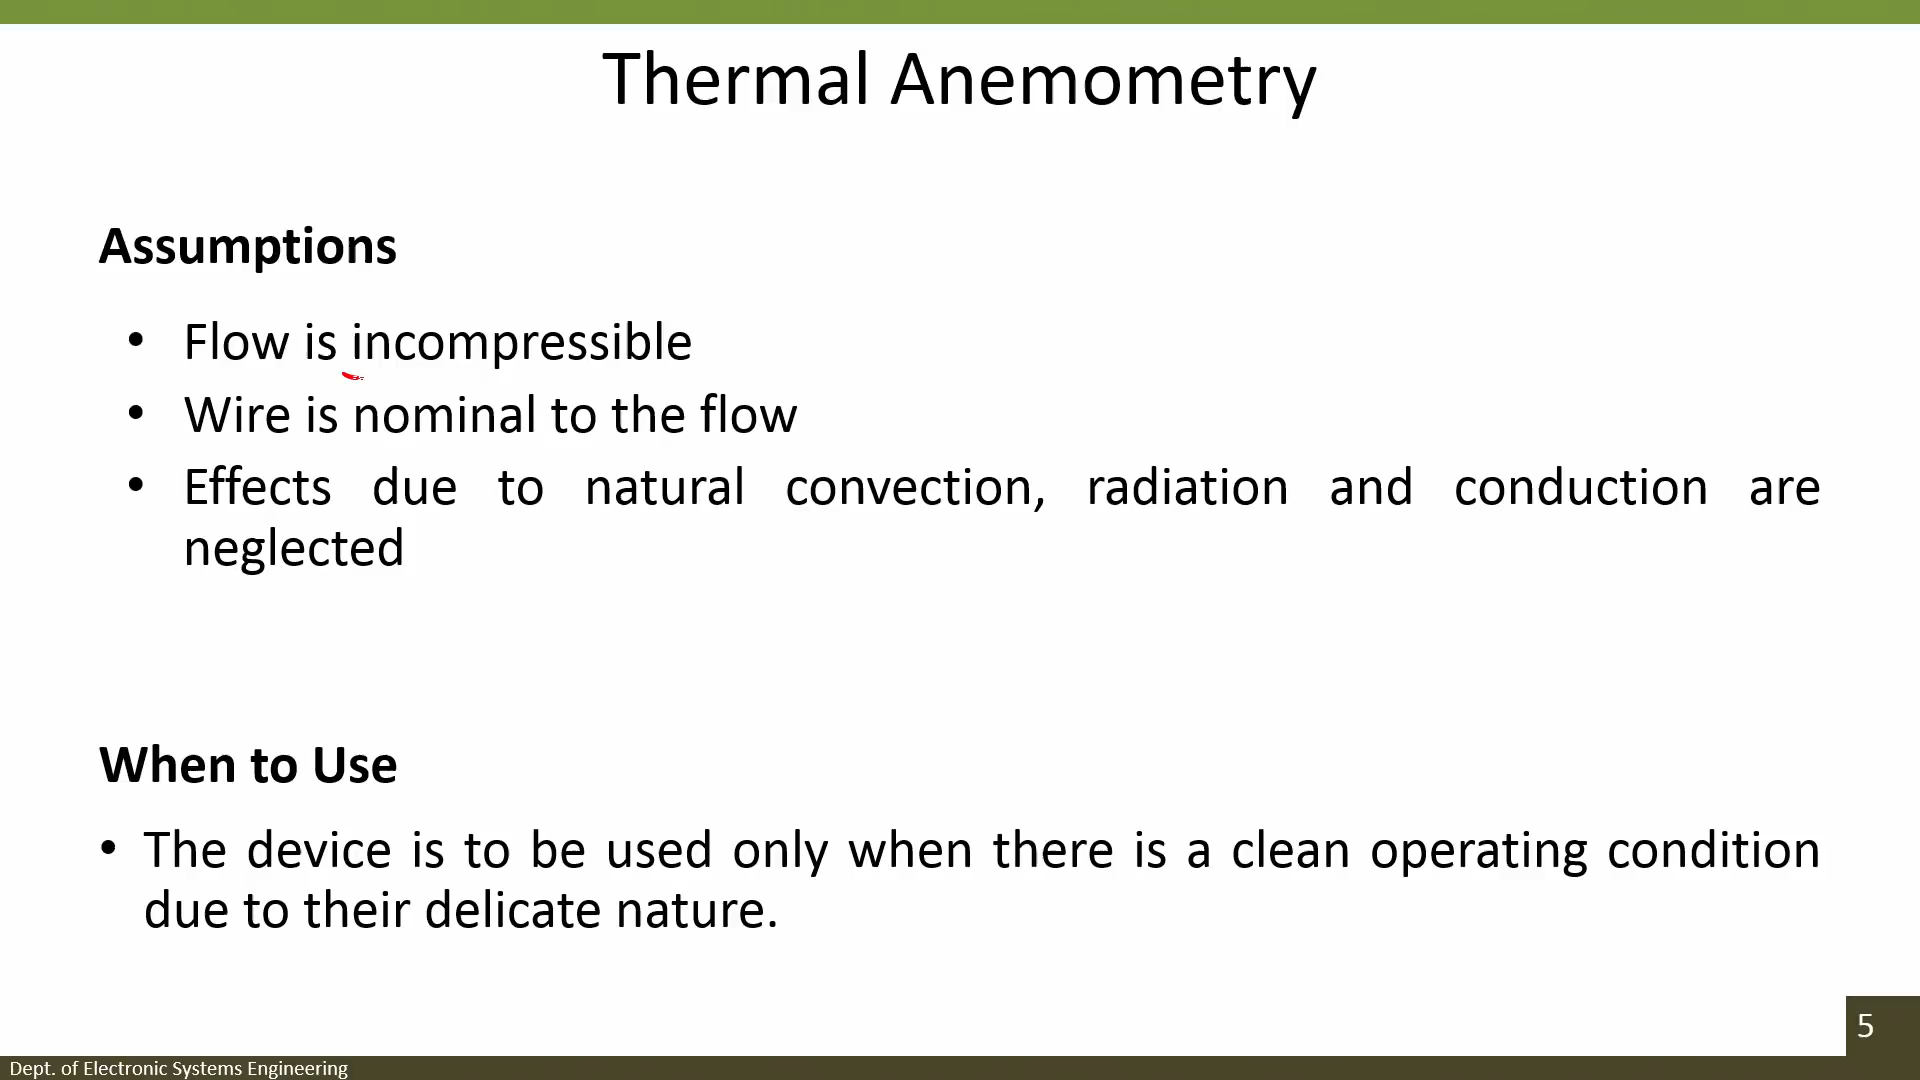 Thermal Anemometry
Assumptions
• Flow is incompressible
• Wire is nominal to the flow
• Effects due to natural convection, radiation and conduction are
neglected
When to Use
• The device is to be used only when there is a clean operating condition
due to their delicate nature.
5
Dept. of Electronic Systems Engineering